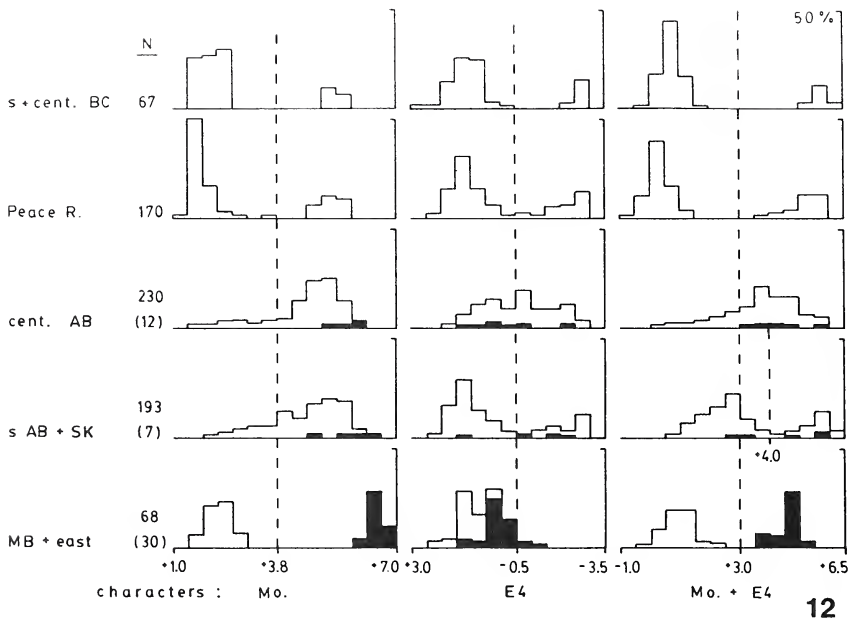 N
50 %
s + cent. BC 67
Peace R. 170
cent. AB 230
(12)
s AB + SK 193
(7)
+4.0
MB + east 68
(30)
+1.0 +3.8 +7.0 +3.0 -0.5 -3.5 -1.0 +3.0 +6.5
characters : Mo. E4 Mo. + E4
12